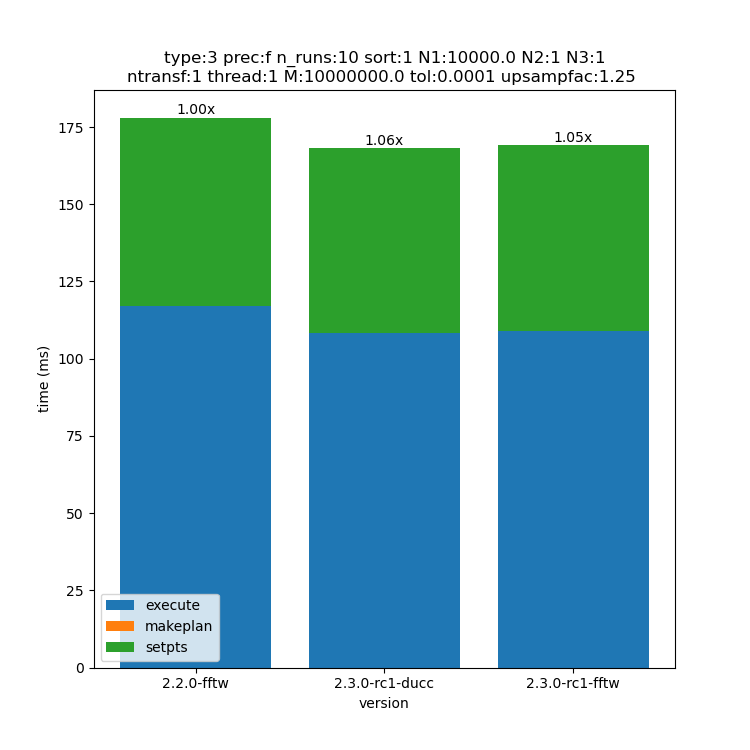 type:3 prec:f n_runs:10 sort:1 N1:10000.0 N2:1 N3:1
ntransf:1 thread:1 M:10000000.0 tol:0.0001 upsampfac:1.25
1.00x
1.06x
1.05x
175
150
125
100
75
50
25
0
time (ms)
execute
makeplan
setpts
2.2.0-fftw
2.3.0-rc1-ducc
2.3.0-rc1-fftw
version